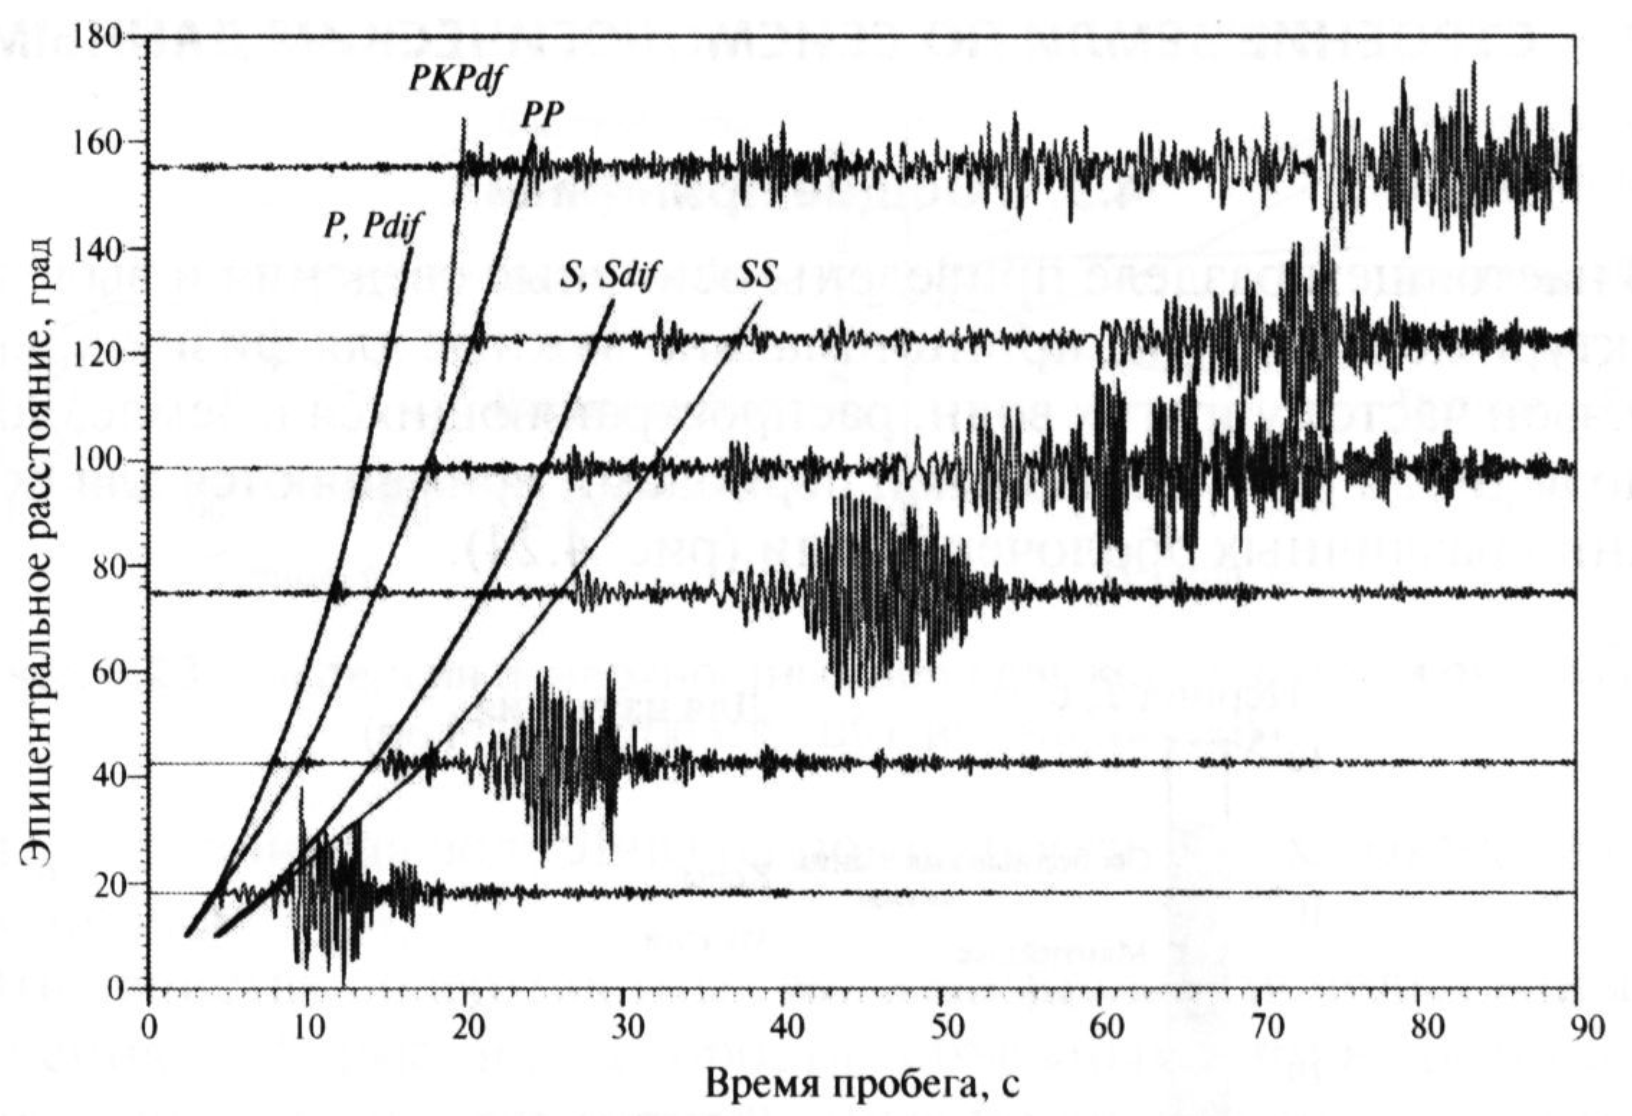 180
PKPdf
PP
160
P, Pdif
140
S, Sdif
SS
120
100
80
60
40
20
0
0 10 20 30 40 50 60 70 80 90
Эпицентральное расстояние, град
Время пробега, с